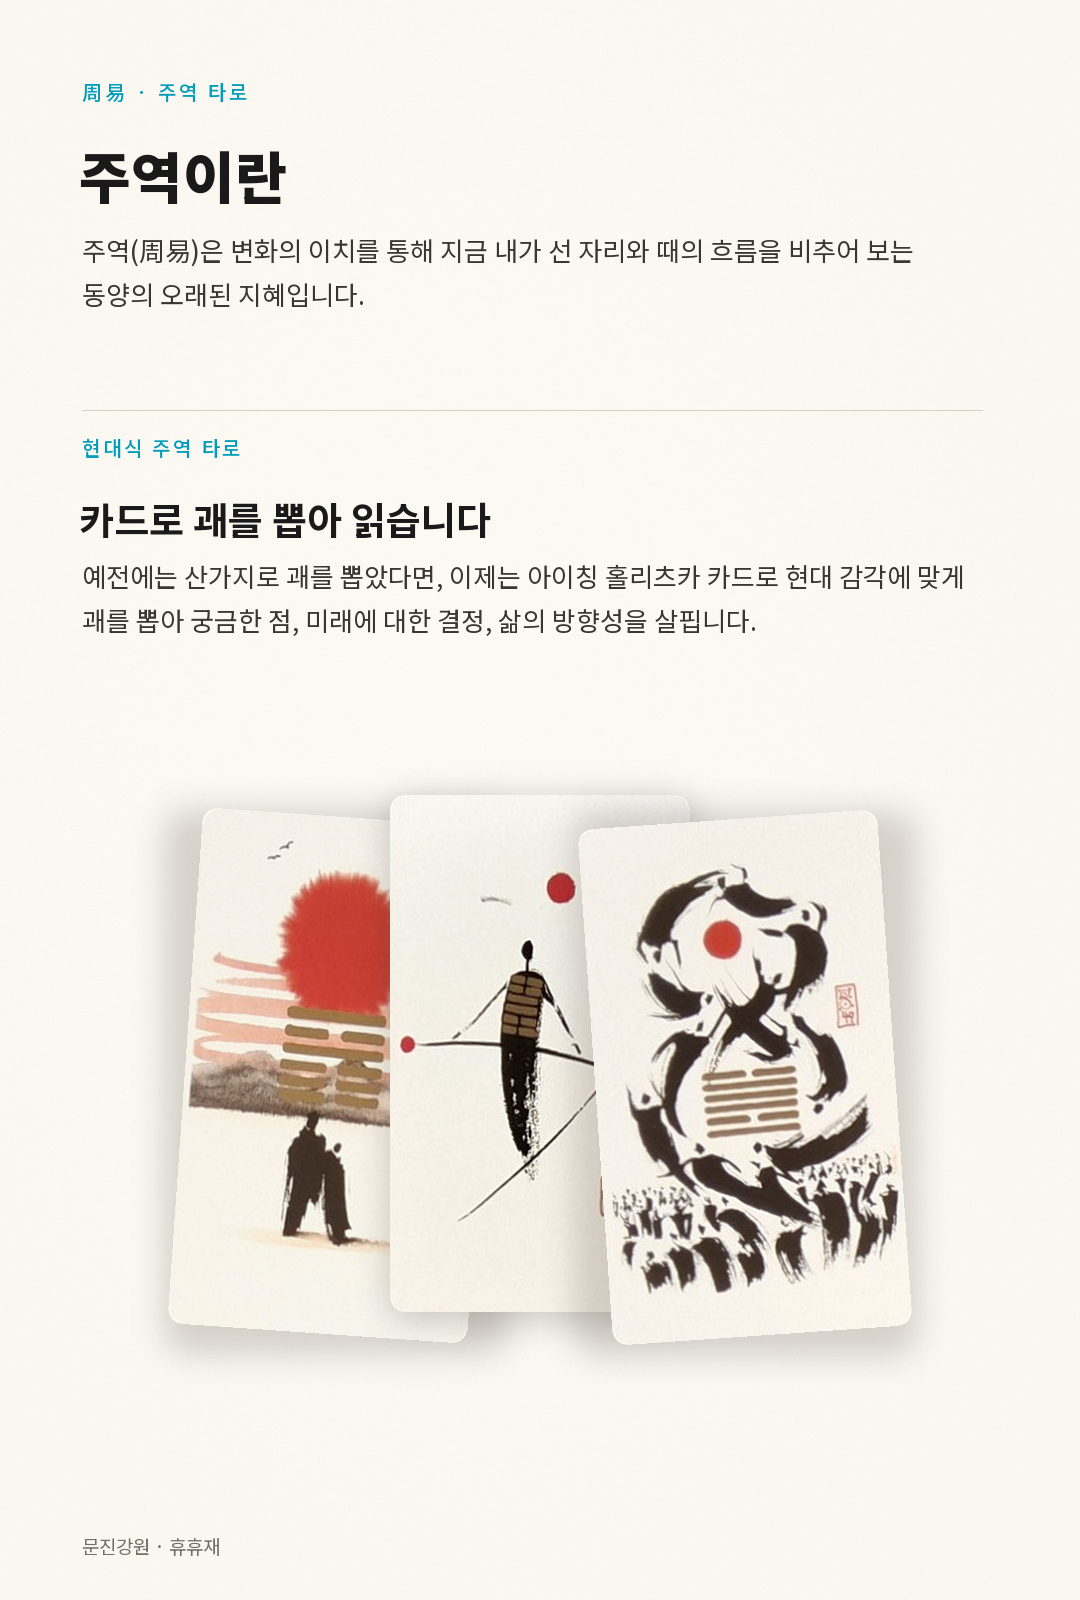 周易 · 주역 타로
주역이란
주역(周易)은 변화의 이치를 통해 지금 내가 선 자리와 때의 흐름을 비추어 보는
동양의 오래된 지혜입니다.
현대식 주역 타로
카드로 괘를 뽑아 읽습니다
예전에는 산가지로 괘를 뽑았다면, 이제는 아이칭 홀리츠카 카드로 현대 감각에 맞게
괘를 뽑아 궁금한 점, 미래에 대한 결정, 삶의 방향성을 살핍니다.
문진강원 · 휴휴재